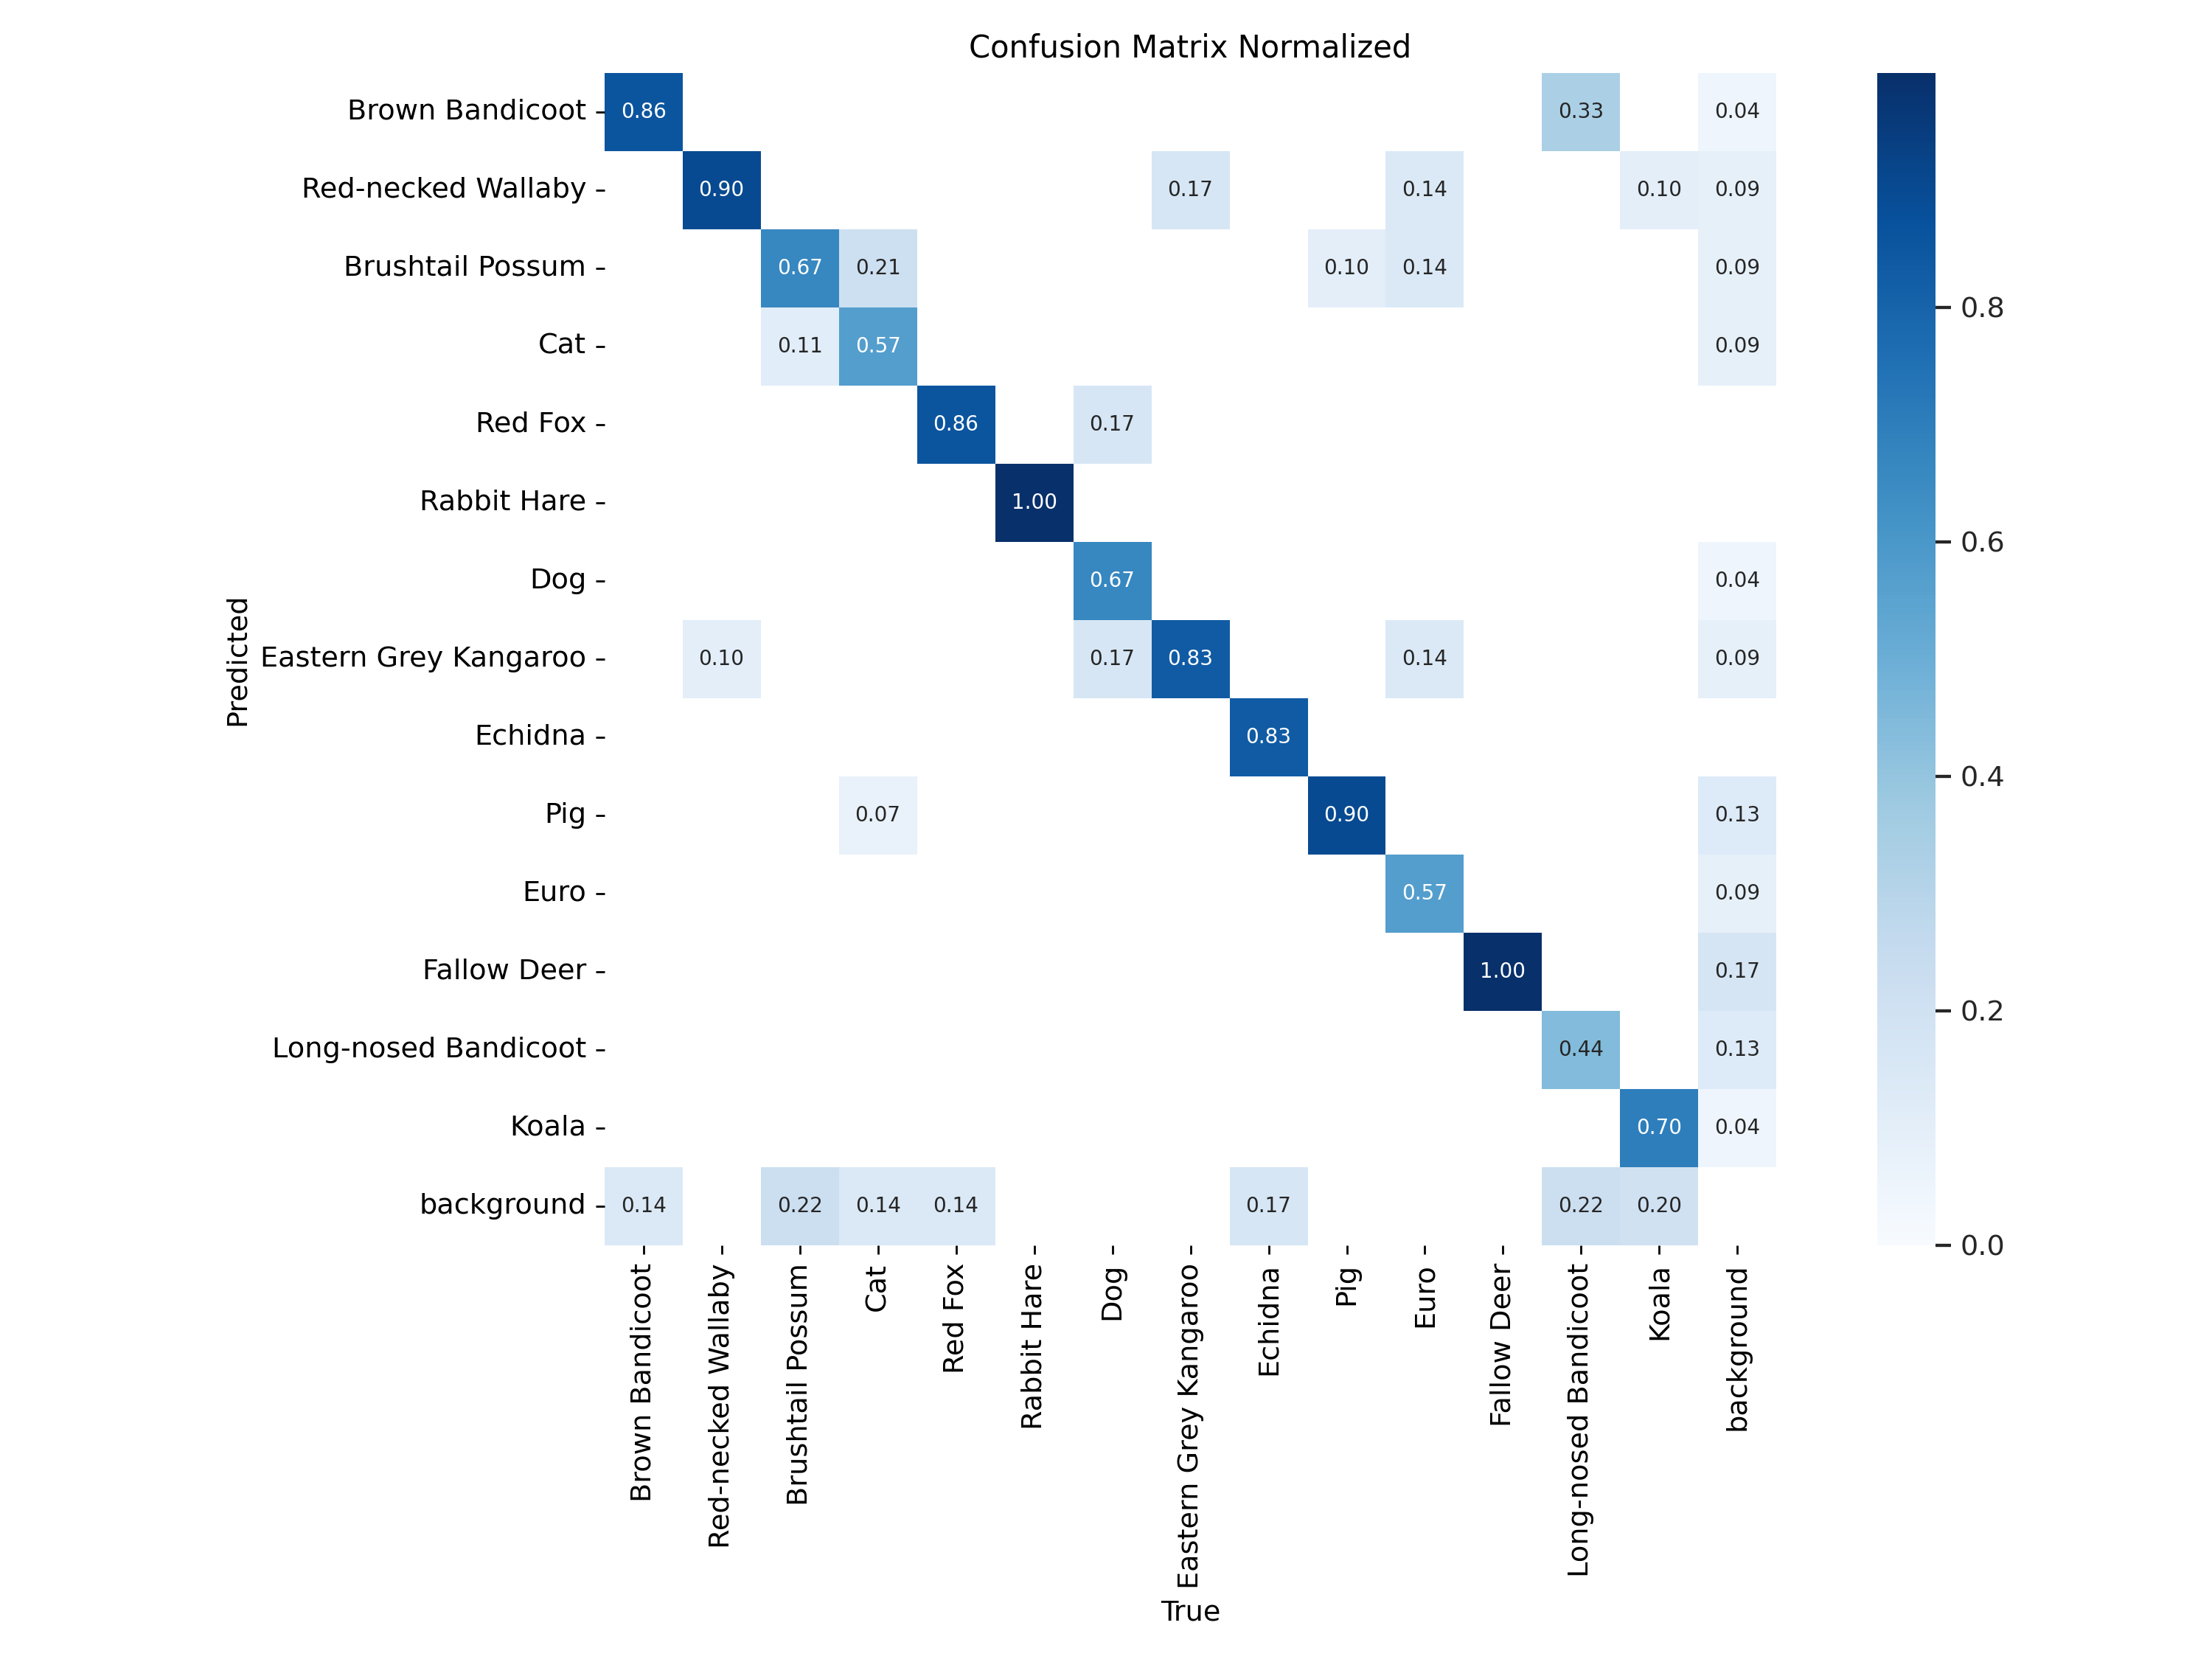 Confusion Matrix Normalized
Brown Bandicoot 0.86 0.33 0.04
Red-necked Wallaby 0.90 0.17 0.14 0.10 0.09
Brushtail Possum 0.67 0.21 0.10 0.14 0.09
0.8
Cat 0.11 0.57 0.09
Red Fox 0.86 0.17
Rabbit Hare 1.00
0.6
Dog 0.67 0.04
Predicted
Eastern Grey Kangaroo 0.10 0.17 0.83 0.14 0.09
Echidna 0.83
0.4
Pig 0.07 0.90 0.13
Euro 0.57 0.09
Fallow Deer 1.00 0.17
0.2
Long-nosed Bandicoot 0.44 0.13
Koala 0.70 0.04
background 0.14 0.22 0.14 0.14 0.17 0.22 0.20
0.0
Brown Bandicoot
Red-necked Wallaby
Brushtail Possum
Cat
Red Fox
Rabbit Hare
Dog
Eastern Grey Kangaroo
Echidna
Pig
Euro
Fallow Deer
Long-nosed Bandicoot
Koala
background
True